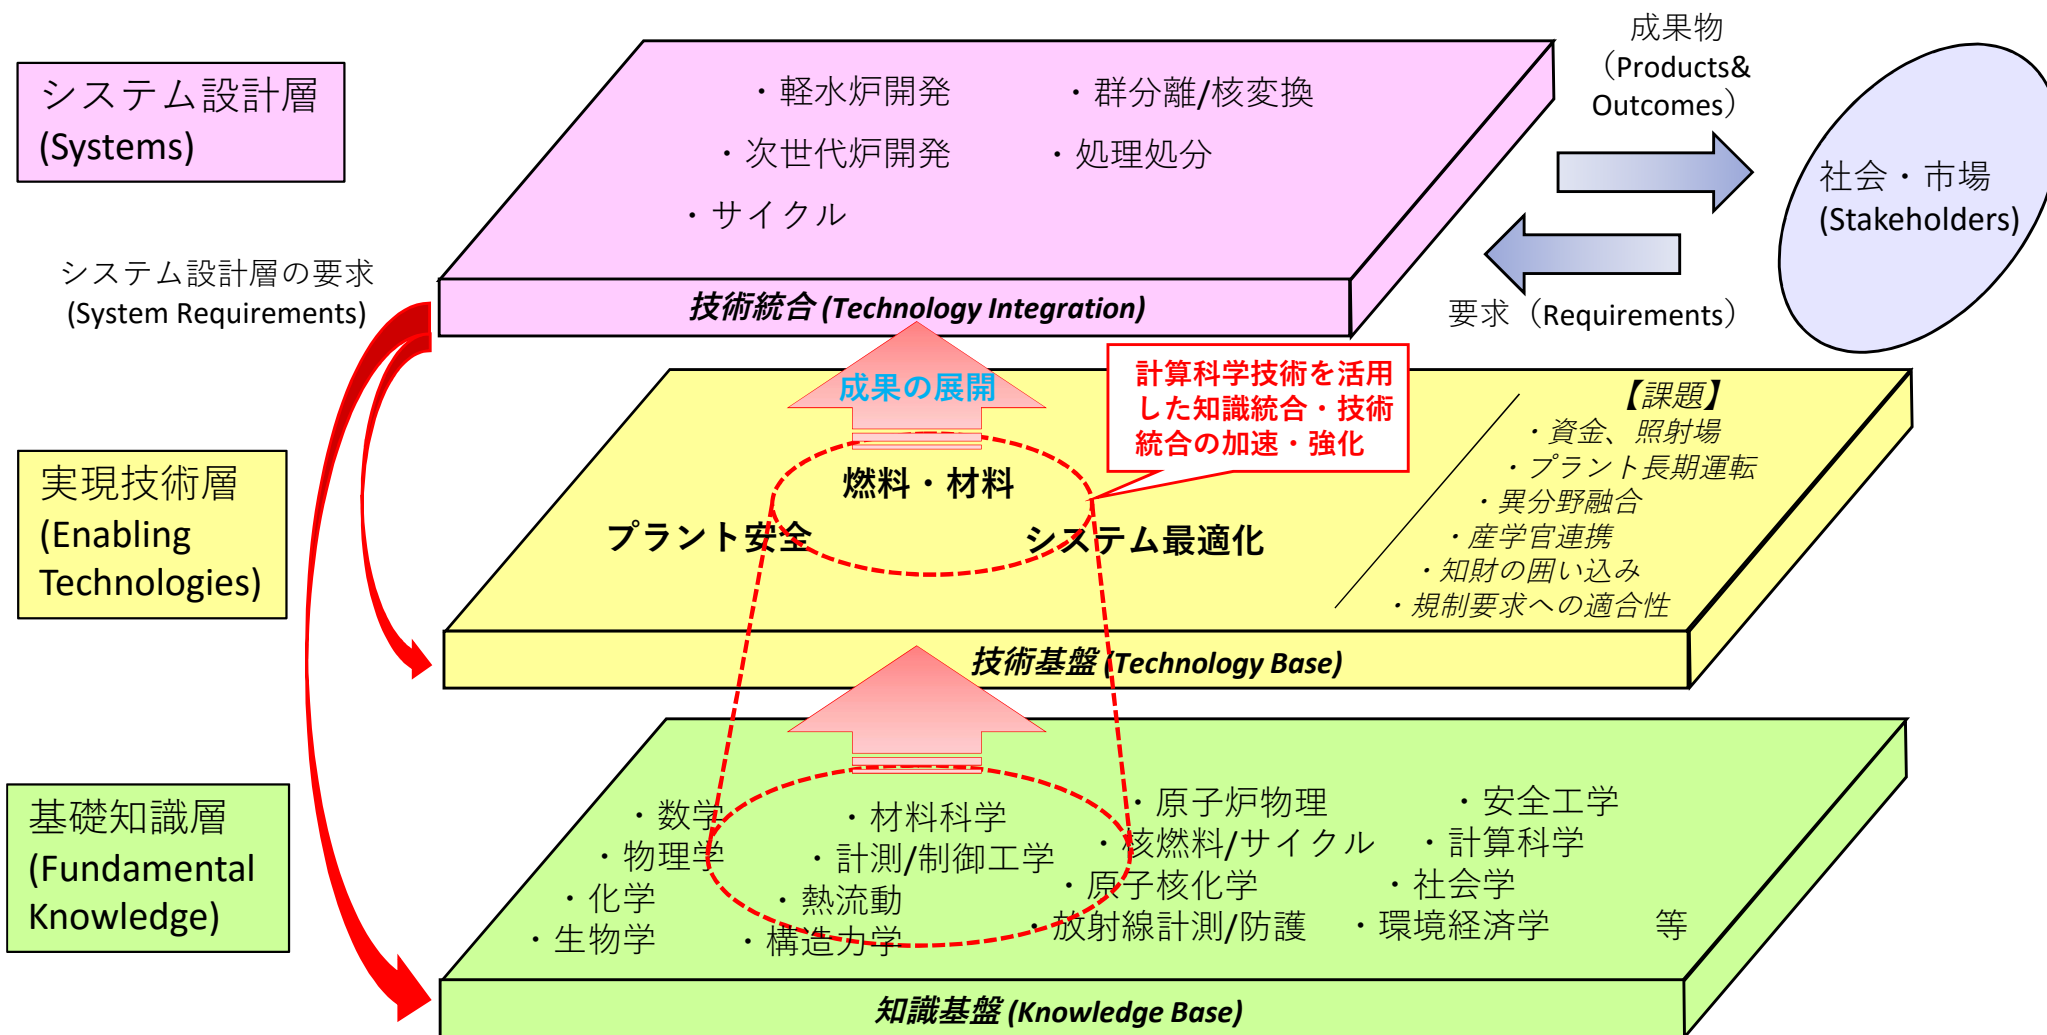 システム設計層
(Systems)
・軽水炉開発
・群分離/核変換
・次世代炉開発
・処理処分
・サイクル
技術統合 (Technology Integration)
成果物
（Products&
Outcomes）
社会・市場
(Stakeholders)
要求（Requirements）
システム設計層の要求
(System Requirements)
成果の展開
計算科学技術を活用
した知識統合・技術
統合の加速・強化
実現技術層
(Enabling
Technologies)
燃料・材料
プラント安全
システム最適化
【課題】
・資金、照射場
・プラント長期運転
・異分野融合
・産学官連携
・知財の囲い込み
・規制要求への適合性
技術基盤 (Technology Base)
基礎知識層
(Fundamental
Knowledge)
・数学
・物理学
・化学
・生物学
・材料科学
・計測/制御工学
・熱流動
・構造力学
・原子炉物理
・核燃料/サイクル
・原子核化学
・放射線計測/防護
・安全工学
・計算科学
・社会学
・環境経済学 等
知識基盤 (Knowledge Base)